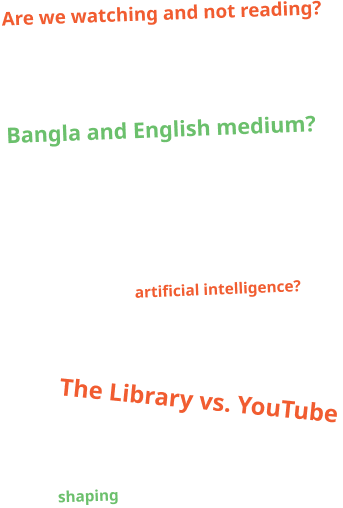 Are we watching and not reading?
Bangla and English medium?
artificial intelligence?
The Library vs. YouTube
shaping